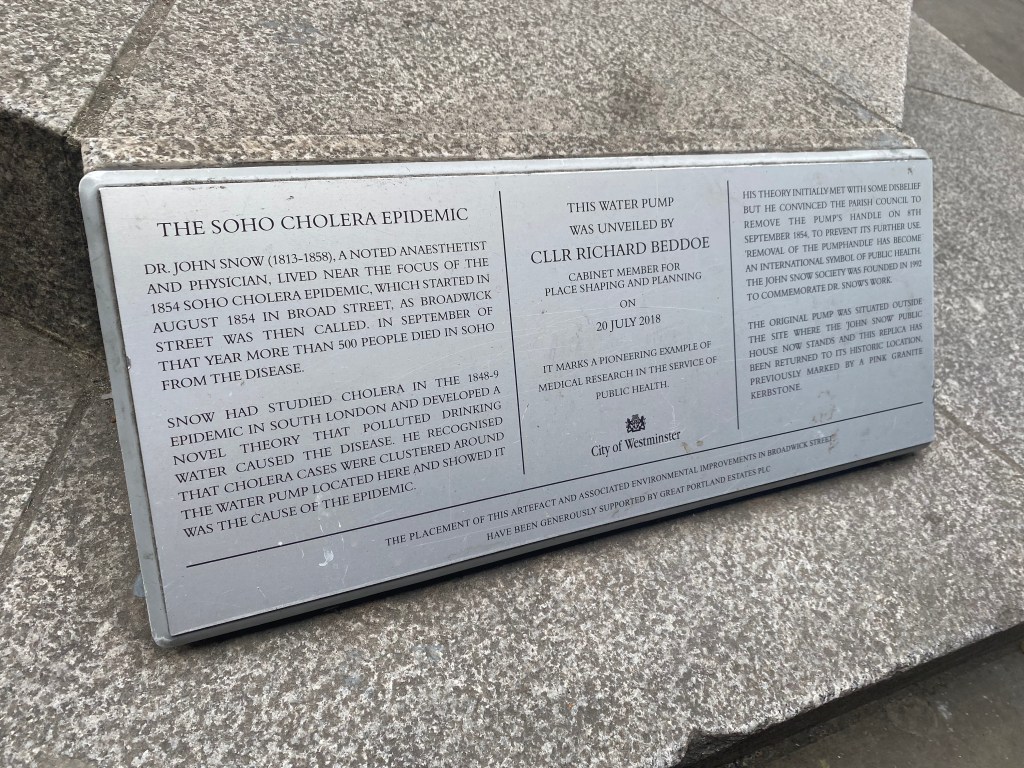 THE SOHO CHOLERA EPIDEMIC
DR. JOHN SNOW (1813-1858), A NOTED ANAESTHETIST
AND PHYSICIAN, LIVED NEAR THE FOCUS OF THE
1854 SOHO CHOLERA EPIDEMIC, WHICH STARTED IN
AUGUST 1854 IN BROAD STREET, AS BROADWICK
STREET WAS THEN CALLED. IN SEPTEMBER OF
THAT YEAR MORE THAN 500 PEOPLE DIED IN SOHO
FROM THE DISEASE.
SNOW HAD STUDIED CHOLERA IN THE 1848-9
EPIDEMIC IN SOUTH LONDON AND DEVELOPED A
NOVEL THEORY THAT POLLUTED DRINKING
WATER CAUSED THE DISEASE. HE RECOGNISED
THAT CHOLERA CASES WERE CLUSTERED AROUND
THE WATER PUMP LOCATED HERE AND SHOWED IT
WAS THE CAUSE OF THE EPIDEMIC.
THIS WATER PUMP
WAS UNVEILED BY
CLLR RICHARD BEDDOE
CABINET MEMBER FOR
PLACE SHAPING AND PLANNING
ON
20 JULY 2018
IT MARKS A PIONEERING EXAMPLE OF
MEDICAL RESEARCH IN THE SERVICE OF
PUBLIC HEALTH.
City of Westminster
HIS THEORY INITIALLY MET WITH SOME DISBELIEF
BUT HE CONVINCED THE PARISH COUNCIL TO
REMOVE THE PUMP'S HANDLE ON 8TH
SEPTEMBER 1854, TO PREVENT ITS FURTHER USE.
'REMOVAL OF THE PUMPHANDLE' HAS BECOME
AN INTERNATIONAL SYMBOL OF PUBLIC HEALTH.
THE JOHN SNOW SOCIETY WAS FOUNDED IN 1992
TO COMMEMORATE DR. SNOW'S WORK.
THE ORIGINAL PUMP WAS SITUATED OUTSIDE
THE SITE WHERE THE 'JOHN SNOW' PUBLIC
HOUSE NOW STANDS AND THIS REPLICA HAS
BEEN RETURNED TO ITS HISTORIC LOCATION,
PREVIOUSLY MARKED BY A PINK GRANITE
KERBSTONE.
THE PLACEMENT OF THIS ARTEFACT AND ASSOCIATED ENVIRONMENTAL IMPROVEMENTS IN BROADWICK STREET
HAVE BEEN GENEROUSLY SUPPORTED BY GREAT PORTLAND ESTATES PLC